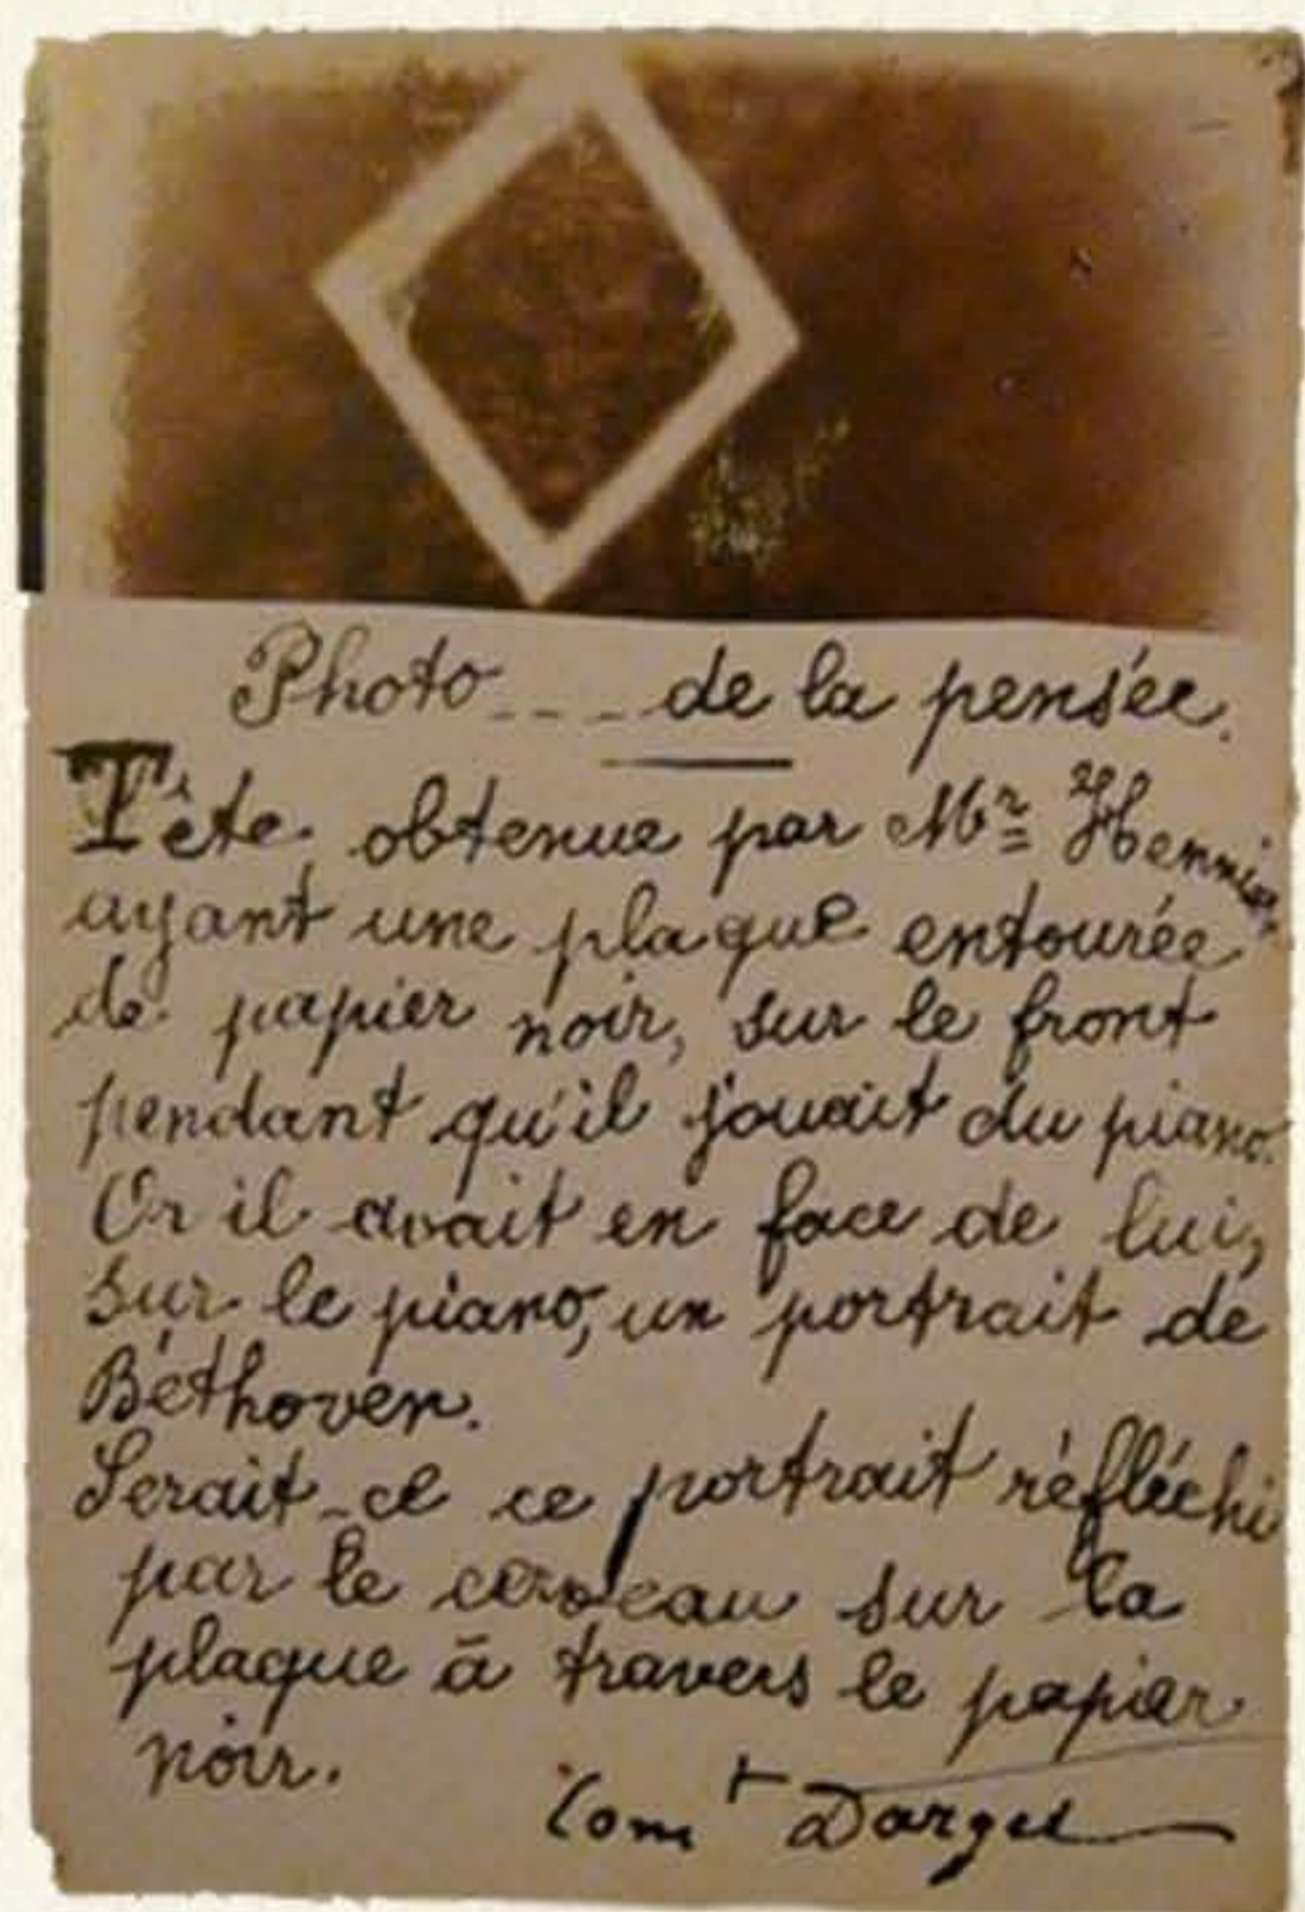 Photo ---- de la pensée.
Tête obtenue par Mr
ayant une plaque entourée
de papier noir, sur le front
pendant qu'il jouait du piano.
Or il avait en face de lui,
sur le piano, un portrait de
Béthoven.
Serait-ce ce portrait réfléchi
par le cerveau sur la
plaque à travers le papier
noir.
Comt Darget